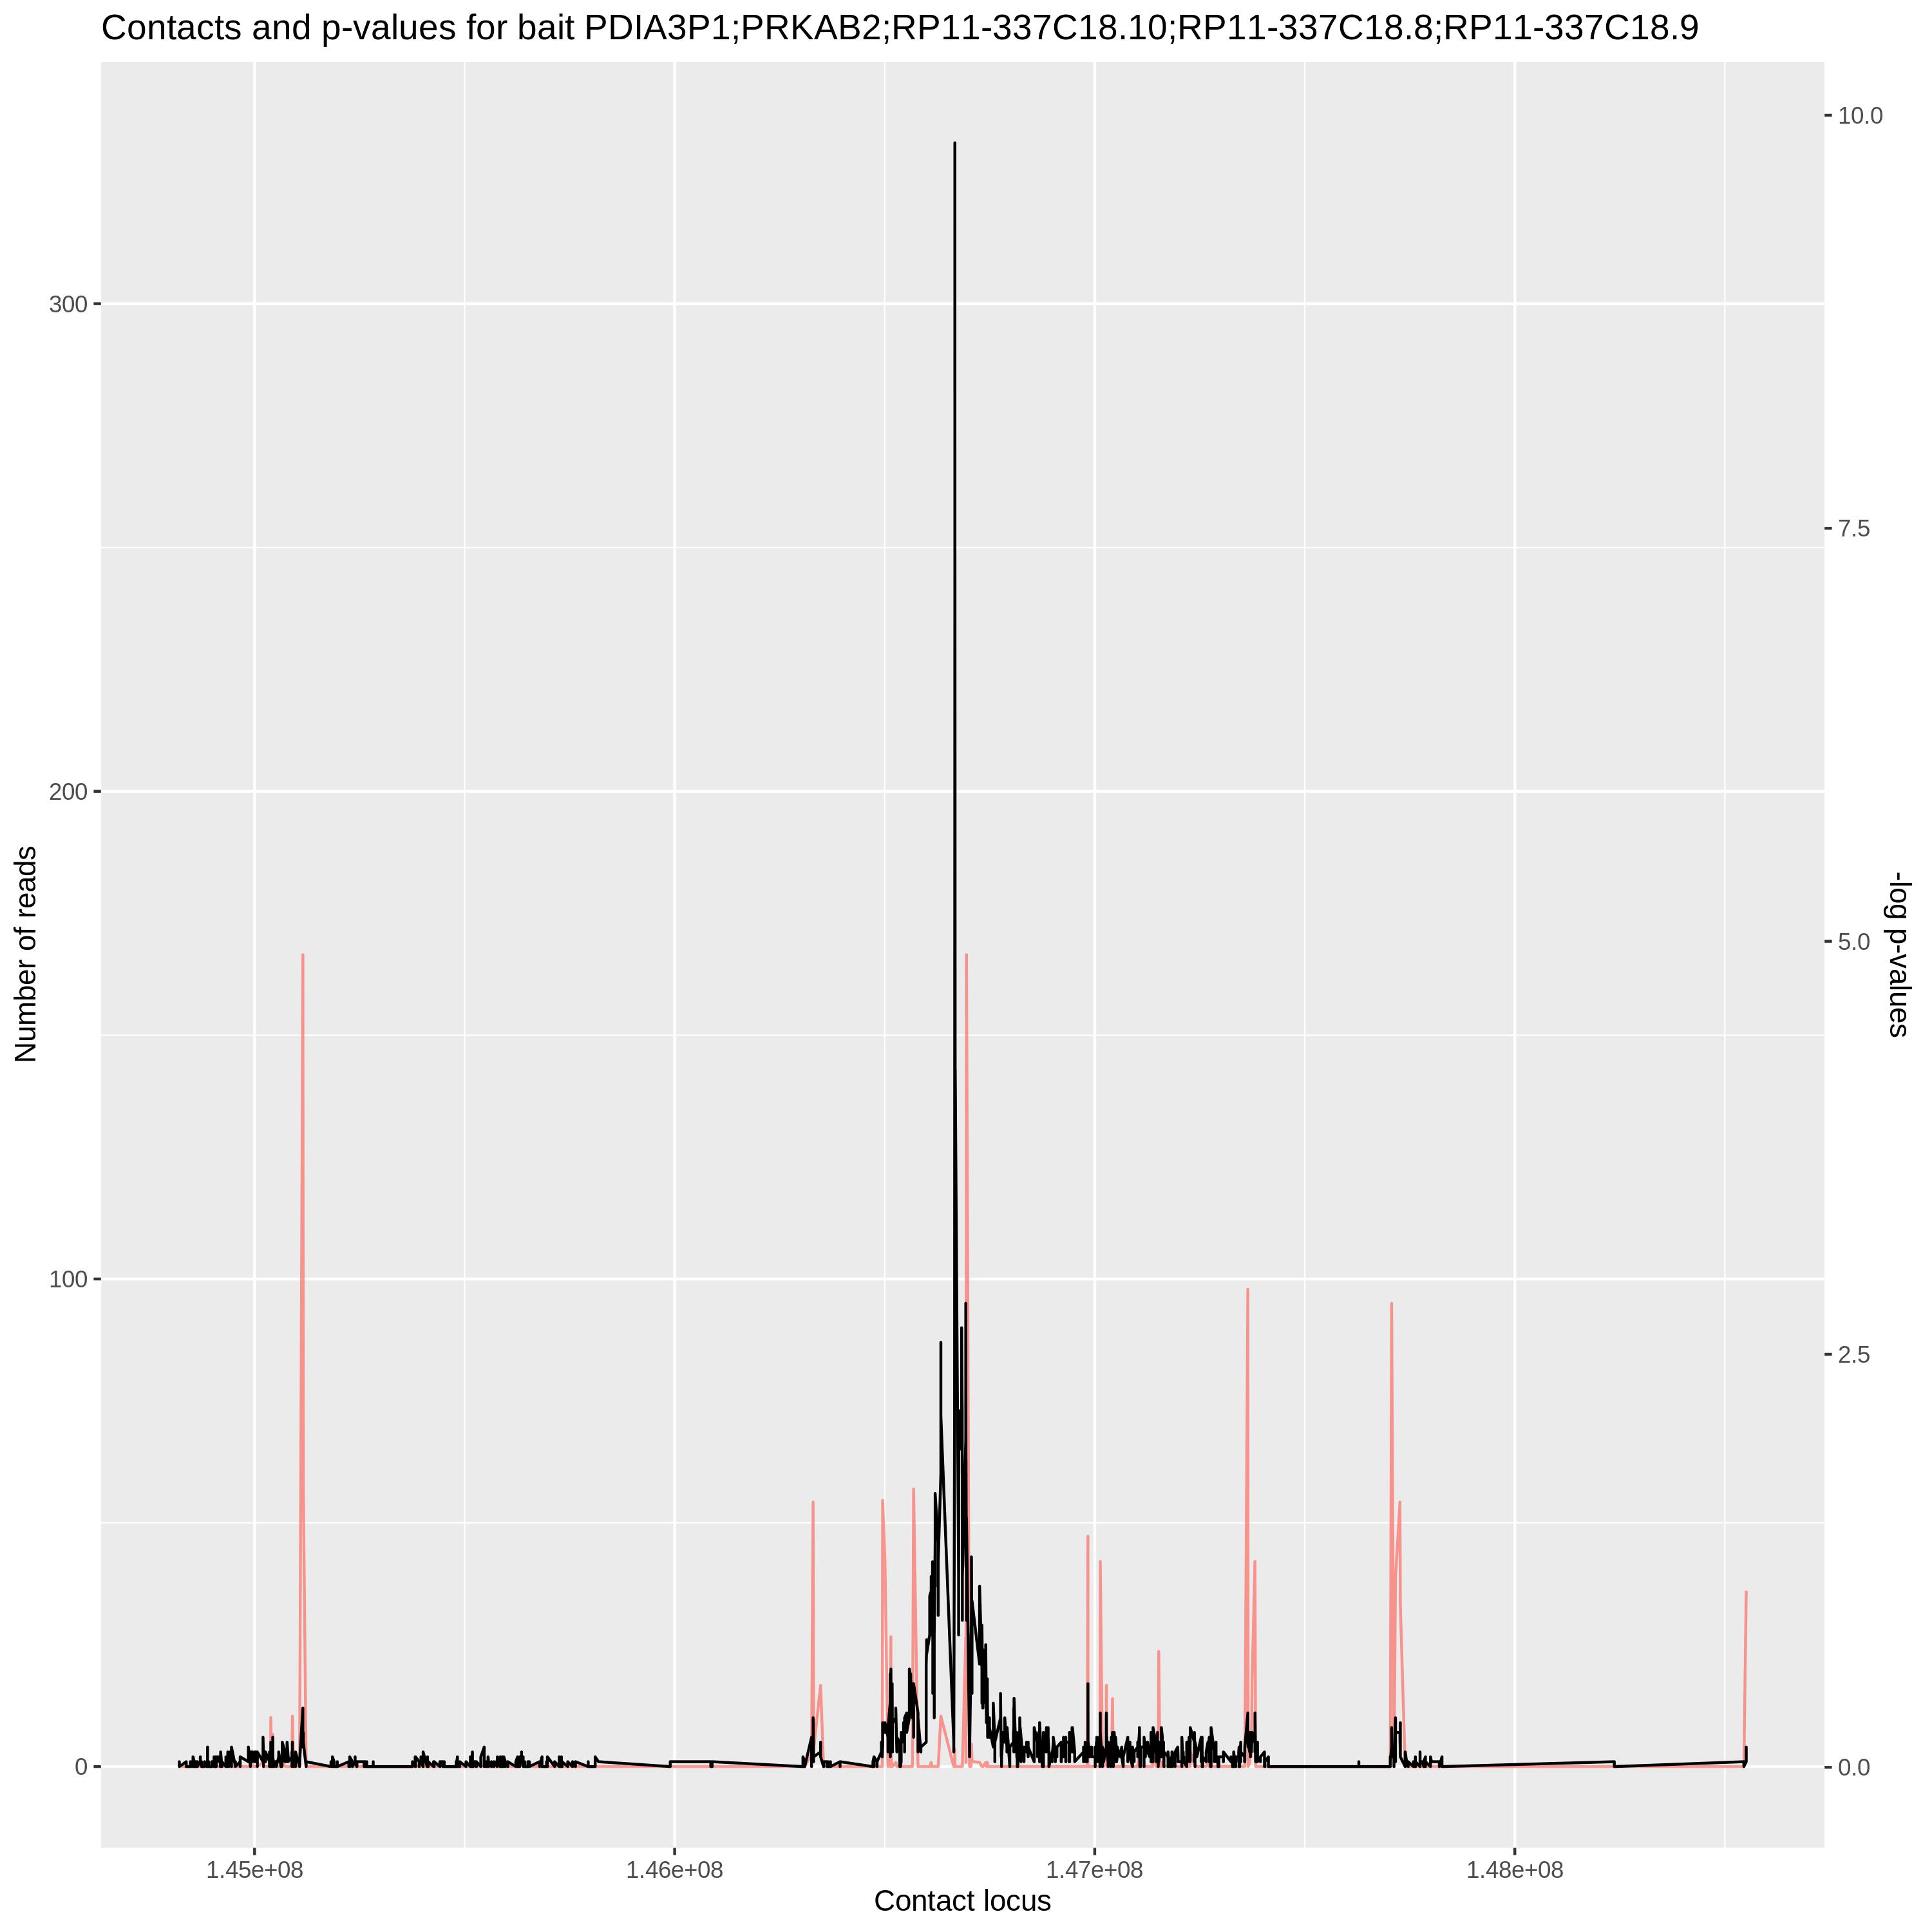 Contacts and p-values for bait PDIA3P1;PRKAB2;RP11-337C18.10;RP11-337C18.8;RP11-337C18.9
Number of reads
300
200
100
0
10.0
7.5
5.0
2.5
0.0
-log p-values
1.45e+08
1.46e+08
1.47e+08
1.48e+08
Contact locus